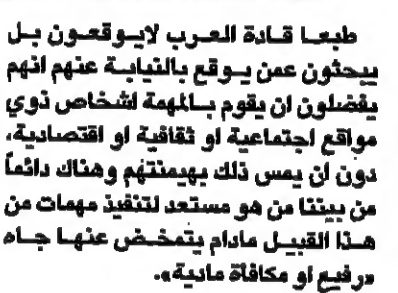 طبعا قادة العرب لايوقعون بل
يبحثون عمن يوقع بالنيابة عنهم انهم
يفضلون ان يقوم بالمهمة اشخاص ذوي
مواقع اجتماعية او ثقافية او اقتصادية،
دون ان يمس ذلك بهيمنتهم وهناك دائماً
من بيننا من هو مستعد لتنفيذ مهمات من
هذا القبيل مادام يتمخض عنها جاه
«رفيع او مكافأة مادية».